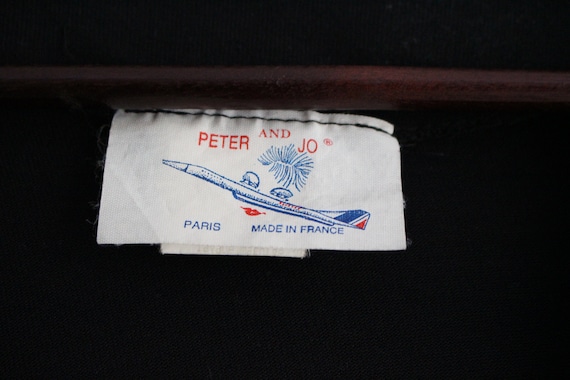 PETER AND JO®
PARIS MADE IN FRANCE